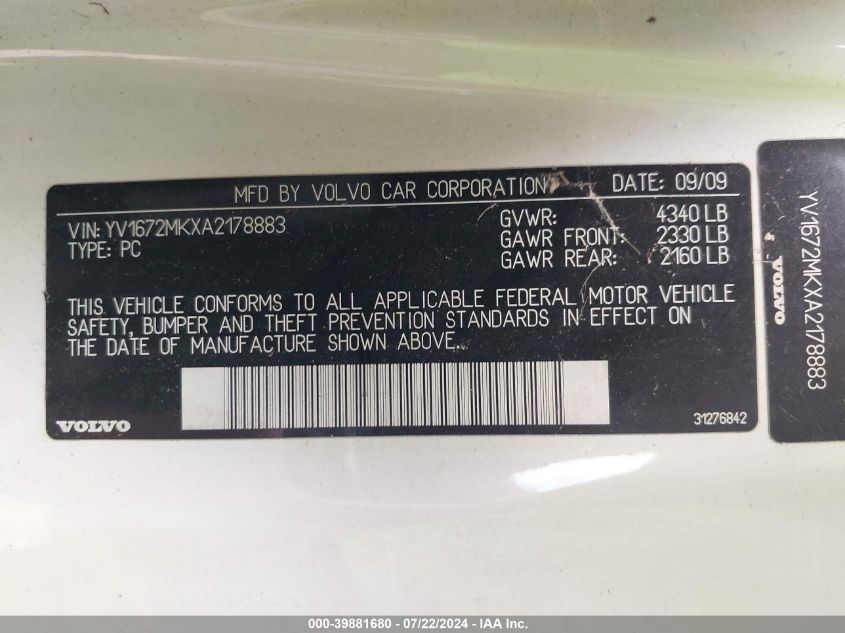 MFD BY VOLVO CAR CORPORATION DATE: 09/09
VIN: YV1672MKXA2178883
TYPE: PC
GVWR: 4340 LB
GAWR FRONT: 2330 LB
GAWR REAR: 2160 LB
THIS VEHICLE CONFORMS TO ALL APPLICABLE FEDERAL MOTOR VEHICLE
SAFETY, BUMPER AND THEFT PREVENTION STANDARDS IN EFFECT ON
THE DATE OF MANUFACTURE SHOWN ABOVE.
VOLVO
31276842
YV1672MKXA2178883
VOLVO
000-39881680 / 07/22/2024 - IAA Inc.